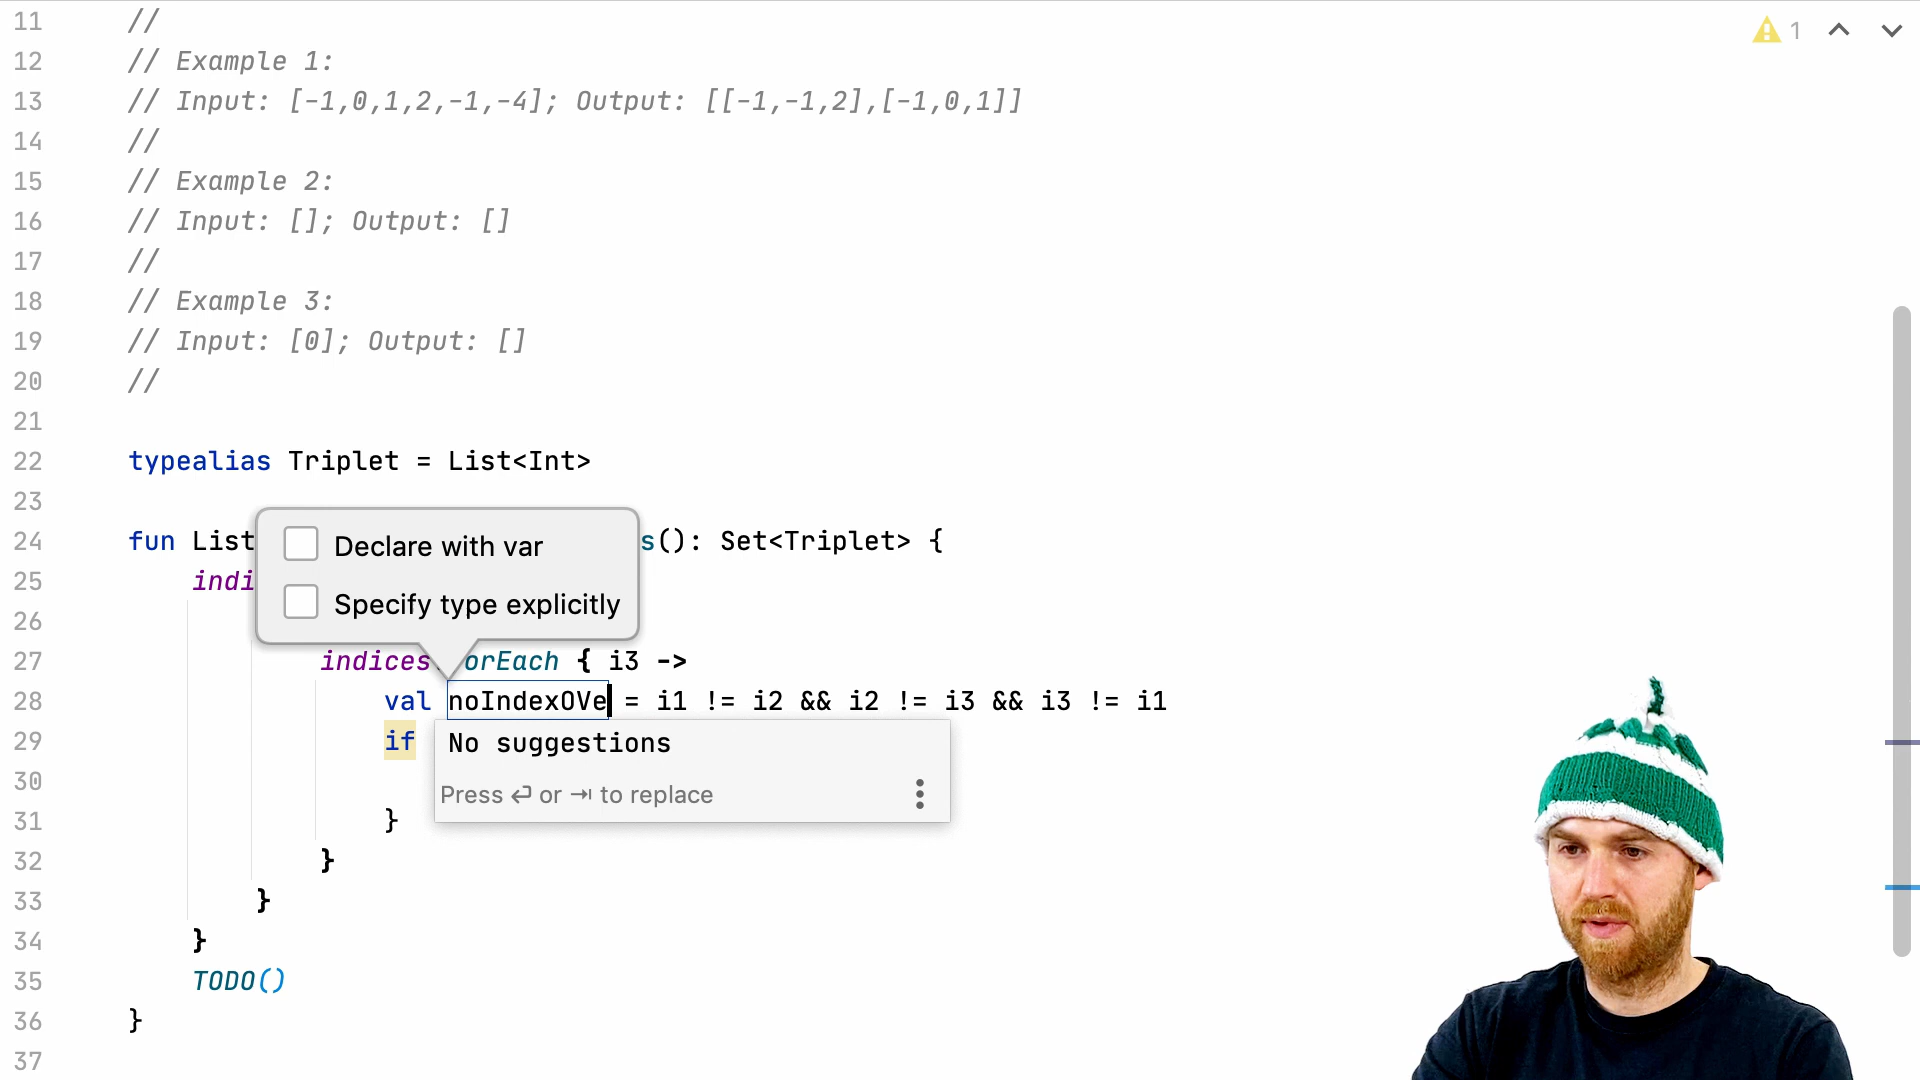 11 //
1
12 // Example 1:
13 // Input: [-1,0,1,2,-1,-4]; Output: [[-1,-1,2],[-1,0,1]]
14 //
15 // Example 2:
16 // Input: []; Output: []
17 //
18 // Example 3:
19 // Input: [0]; Output: []
20 //
21
22 typealias Triplet = List<Int>
23
24 fun List s(): Set<Triplet> {
Declare with var
25 indi
Specify type explicitly
26
27 indices. orEach { i3 ->
28 val noIndexOVe = i1 != i2 && i2 != i3 && i3 != i1
29 if
No suggestions
30
Press ⏎ or ⇥ to replace
31 }
32 }
33 }
34 }
35 TODO()
36 }
37